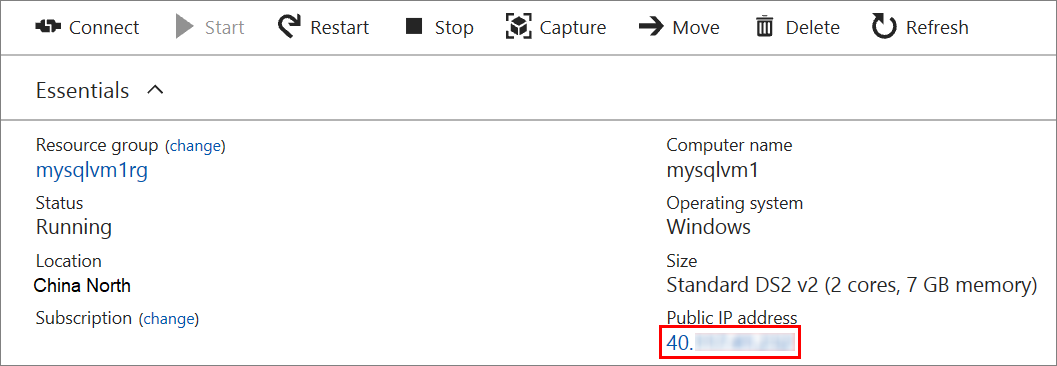 Connect Start Restart Stop Capture Move Delete Refresh
Essentials
Resource group (change)
mysqlvm1rg
Status
Running
Location
China North
Subscription (change)
Computer name
mysqlvm1
Operating system
Windows
Size
Standard DS2 v2 (2 cores, 7 GB memory)
Public IP address
40.